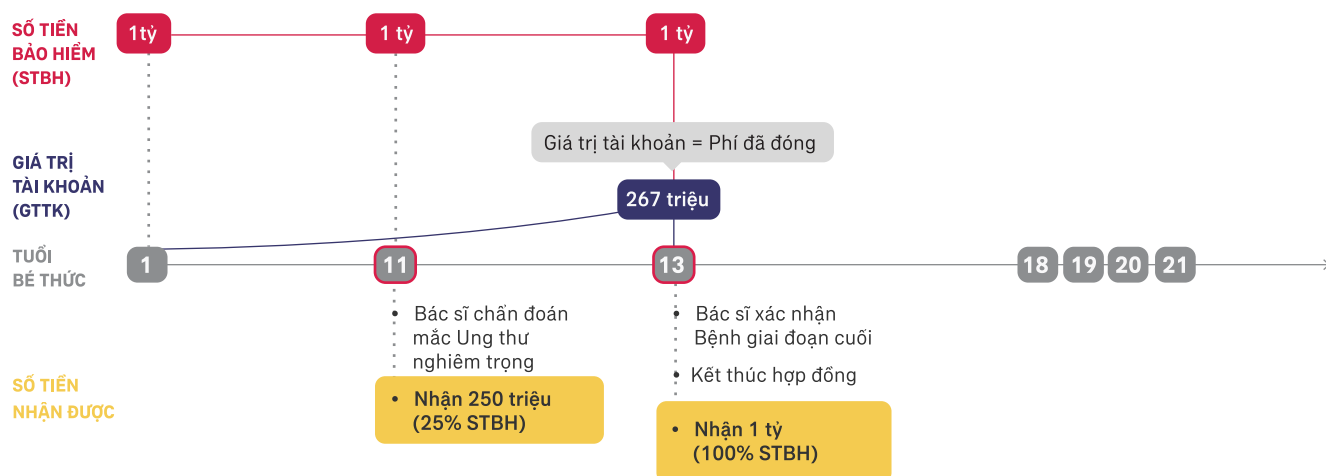 SỐ TIỀN
BẢO HIỂM
(STBH)
1 tỷ
1 tỷ
1 tỷ
Giá trị tài khoản = Phí đã đóng
GIÁ TRỊ
TÀI KHOẢN
(GTTK)
267 triệu
TUỔI
BÉ THỨC
1
11
13
18
19
20
21
• Bác sĩ chẩn đoán
mắc Ung thư
nghiêm trọng
• Bác sĩ xác nhận
Bệnh giai đoạn cuối
• Kết thúc hợp đồng
SỐ TIỀN
NHẬN ĐƯỢC
• Nhận 250 triệu
(25% STBH)
• Nhận 1 tỷ
(100% STBH)